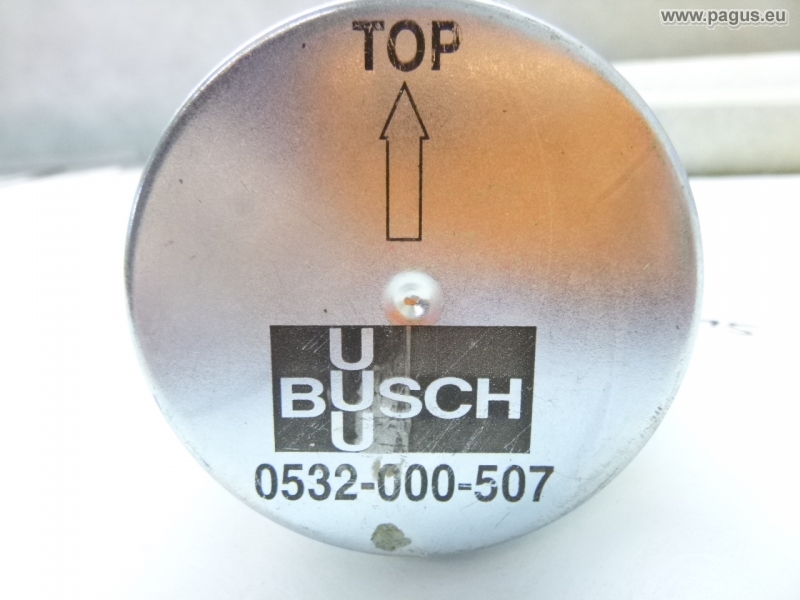 www.pagus.eu
TOP
U
BUSCH
U
0532-000-507